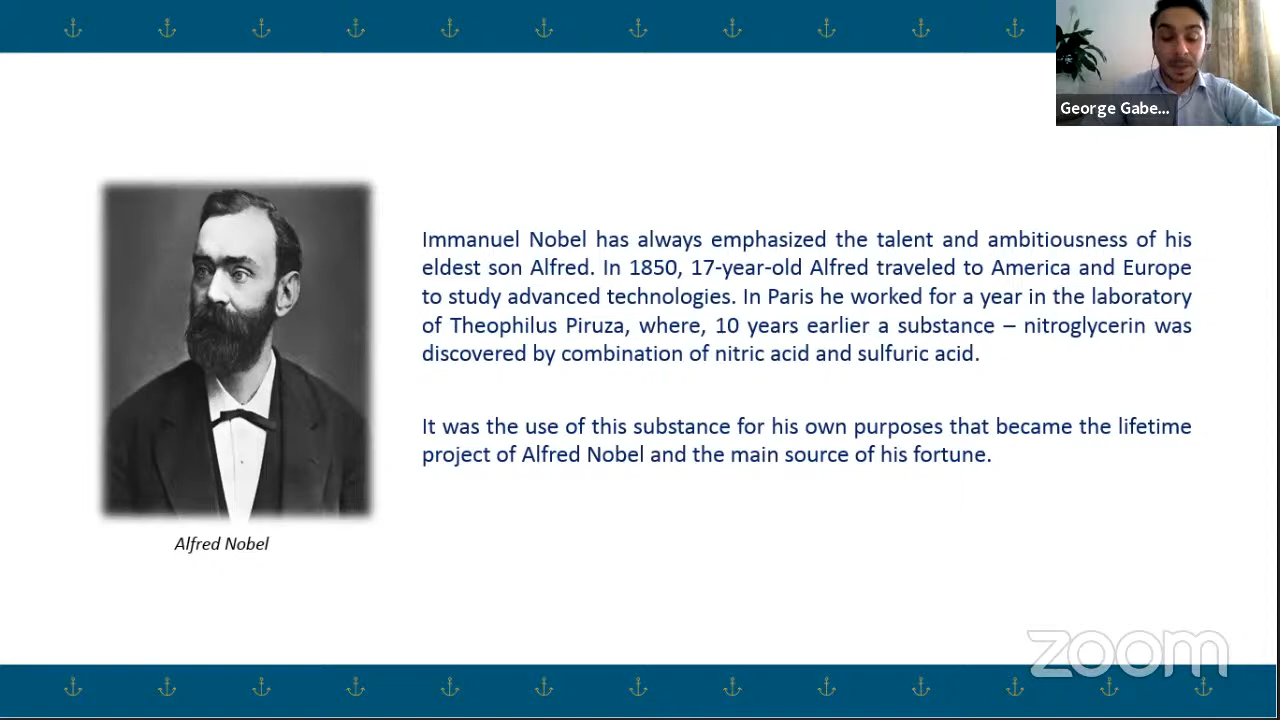 George Gabe...
Immanuel Nobel has always emphasized the talent and ambitiousness of his
eldest son Alfred. In 1850, 17-year-old Alfred traveled to America and Europe
to study advanced technologies. In Paris he worked for a year in the laboratory
of Theophilus Piruza, where, 10 years earlier a substance – nitroglycerin was
discovered by combination of nitric acid and sulfuric acid.
It was the use of this substance for his own purposes that became the lifetime
project of Alfred Nobel and the main source of his fortune.
Alfred Nobel
zoom